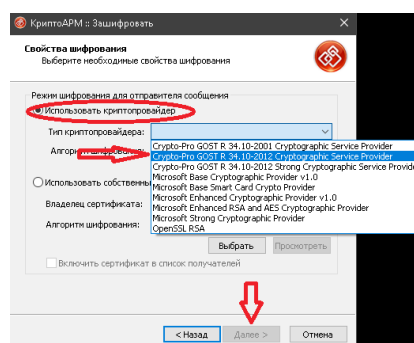 КриптоАРМ :: Зашифровать
Свойства шифрования
Выберите необходимые свойства шифрования
Режим шифрования для отправителя сообщения
Использовать криптопровайдер
Тип криптопровайдера:
Алгоритм шифрования:
Crypto-Pro GOST R 34.10-2001 Cryptographic Service Provider
Crypto-Pro GOST R 34.10-2012 Cryptographic Service Provider
Crypto-Pro GOST R 34.10-2012 Strong Cryptographic Service Provide
Microsoft Base Cryptographic Provider v1.0
Microsoft Base Smart Card Crypto Provider
Microsoft Enhanced Cryptographic Provider v1.0
Microsoft Enhanced RSA and AES Cryptographic Provider
Microsoft Strong Cryptographic Provider
OpenSSL RSA
Использовать собственны
Владелец сертификата:
Алгоритм шифрования:
Выбрать Просмотреть
Включить сертификат в список получателей
< Назад Далее > Отмена